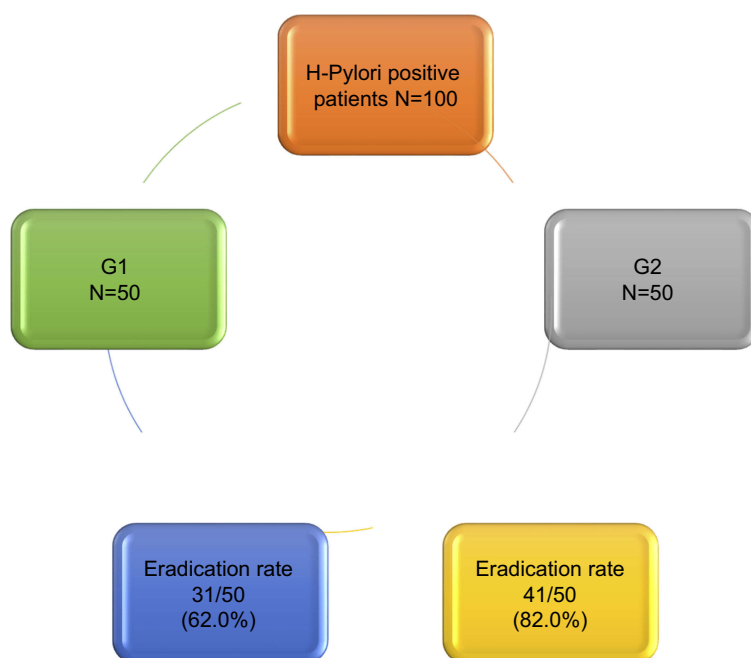 H-Pylori positive
patients N=100
G1
N=50
G2
N=50
Eradication rate
31/50
(62.0%)
Eradication rate
41/50
(82.0%)